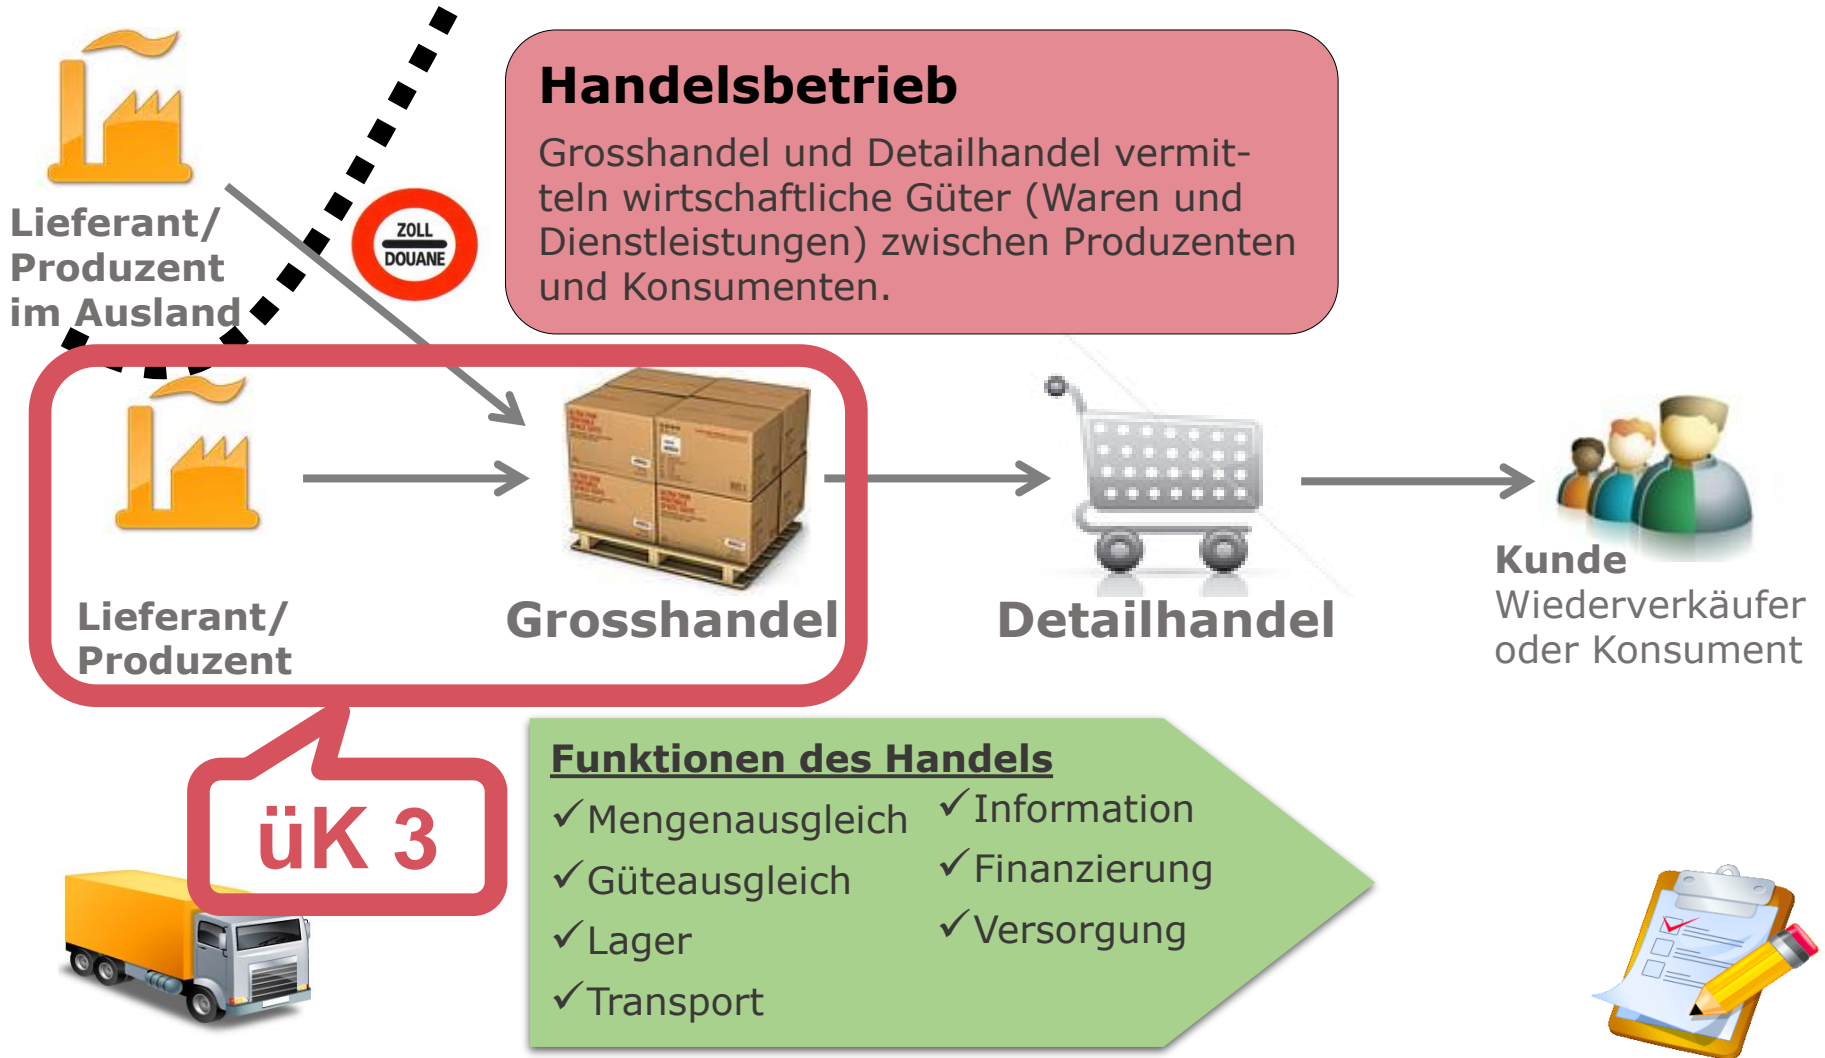 Handelsbetrieb
Grosshandel und Detailhandel vermit-
teln wirtschaftliche Güter (Waren und
Dienstleistungen) zwischen Produzenten
und Konsumenten.
Lieferant/
Produzent
im Ausland
ZOLL
DOUANE
Lieferant/
Produzent
Grosshandel
Detailhandel
Kunde
Wiederverkäufer
oder Konsument
üK 3
Funktionen des Handels
✓Mengenausgleich
✓Güteausgleich
✓Lager
✓Transport
✓Information
✓Finanzierung
✓Versorgung